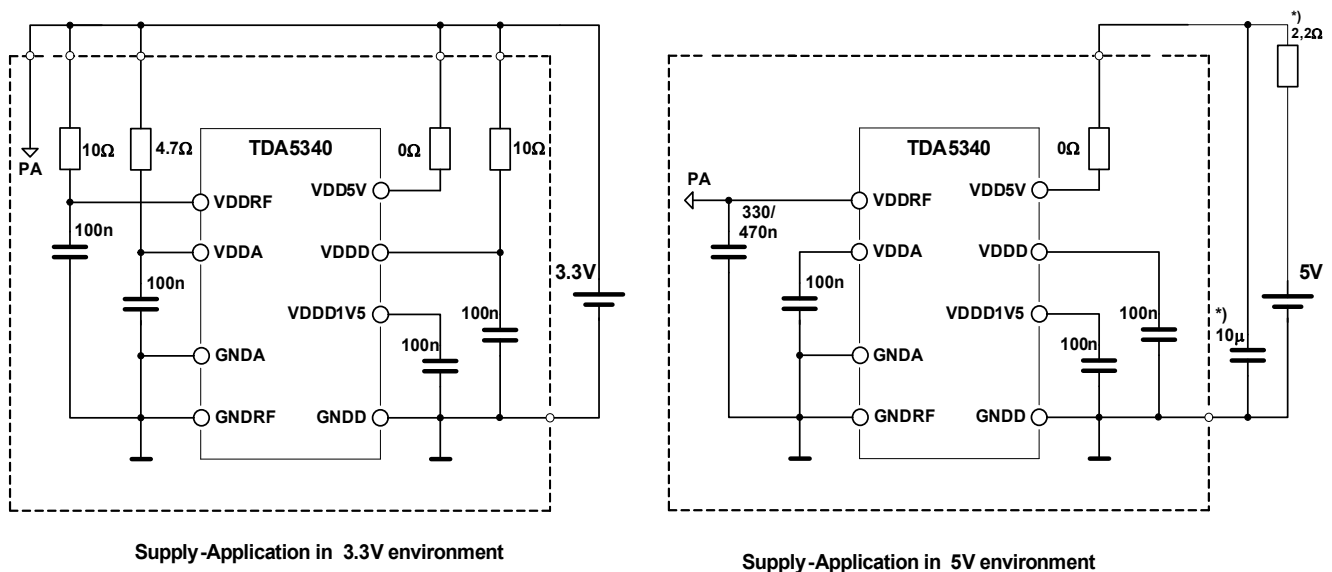 PA
10Ω
4.7Ω
TDA5340
0Ω
10Ω
VDD5V
VDDRF
100n
VDDA
VDDD
100n
3.3V
VDDD1V5
100n
100n
GNDA
GNDRF
GNDD
Supply-Application in 3.3V environment
*)
2,2Ω
TDA5340
0Ω
PA
VDD5V
VDDRF
330/
470n
VDDA
VDDD
5V
100n
VDDD1V5
100n
100n
*)
10µ
GNDA
GNDRF
GNDD
Supply-Application in 5V environment